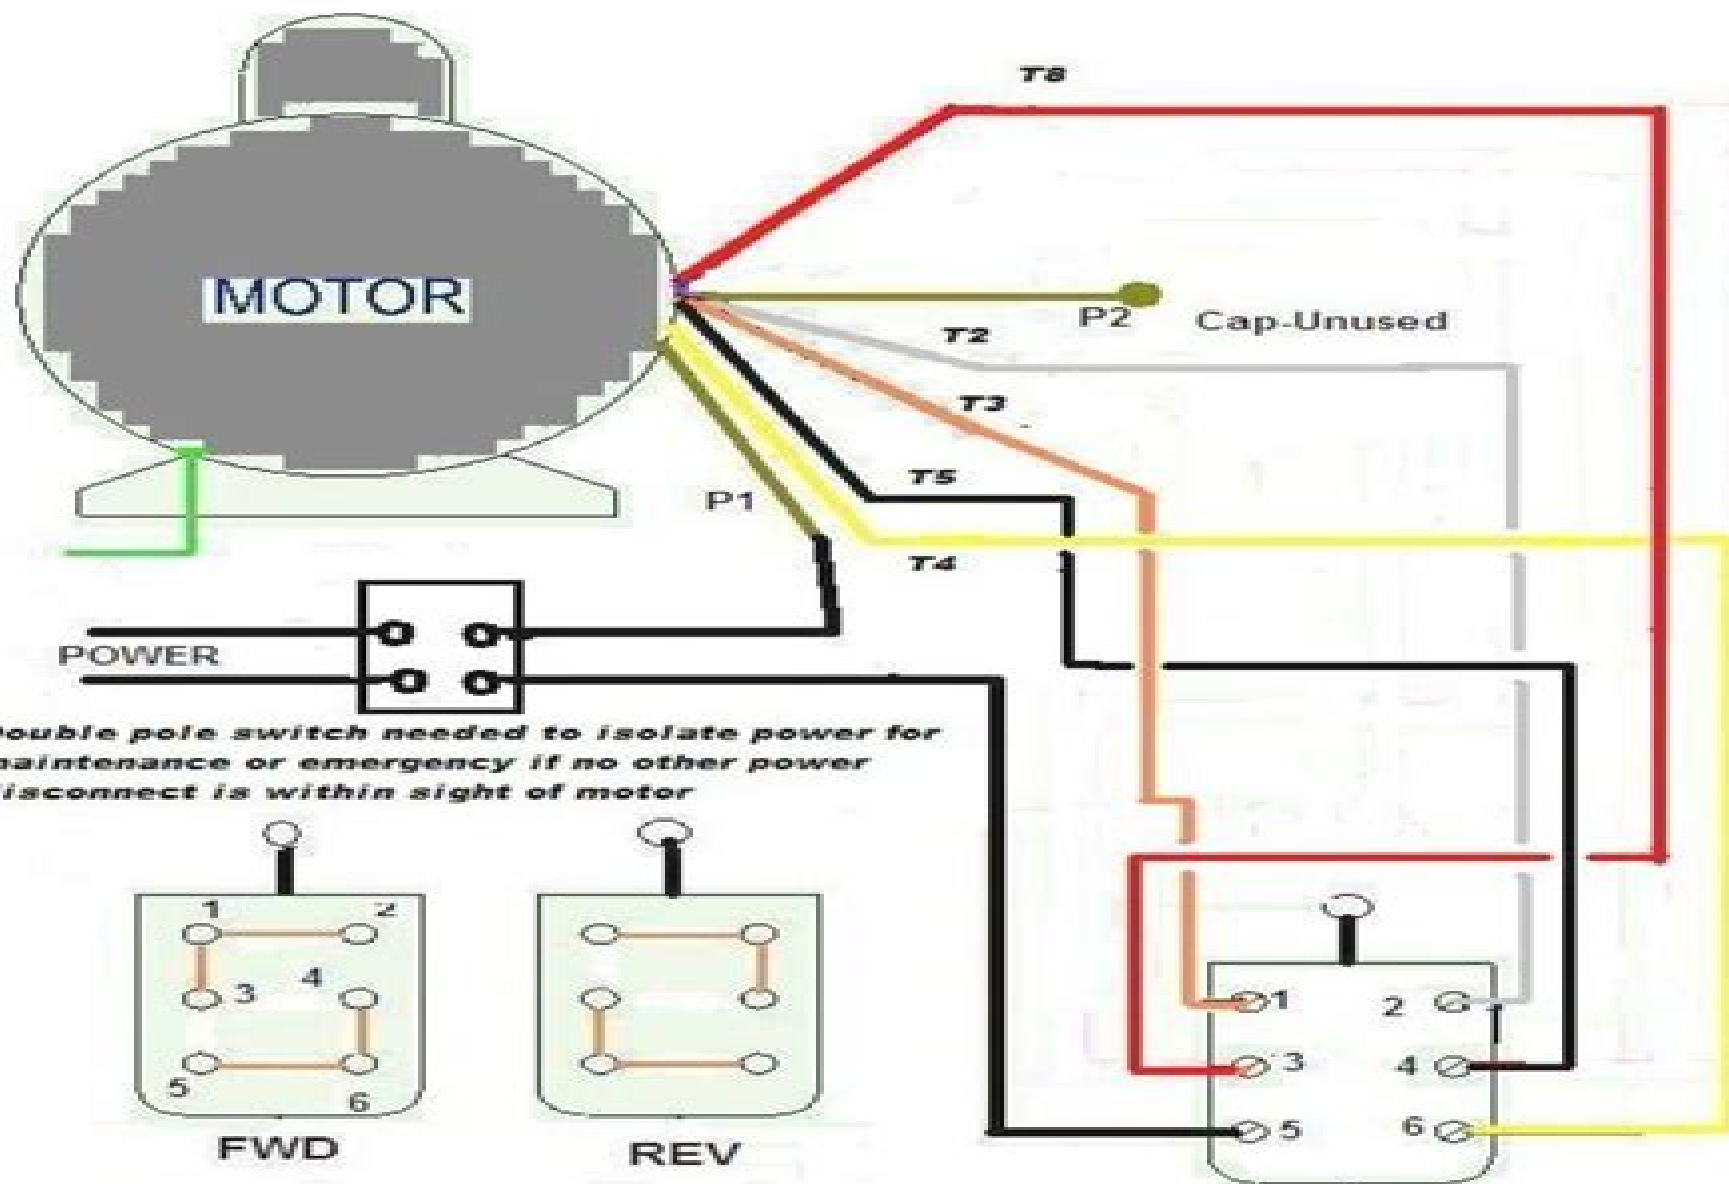 T8
MOTOR
P2
Cap-Unused
T2
T3
T5
P1
T4
POWER
ouble pole switch needed to isolate power for
aintenance or emergency if no other power
isconnect is within sight of motor
1 2
3 4
5 6
FWD
REV
1 2
3 4
5 6